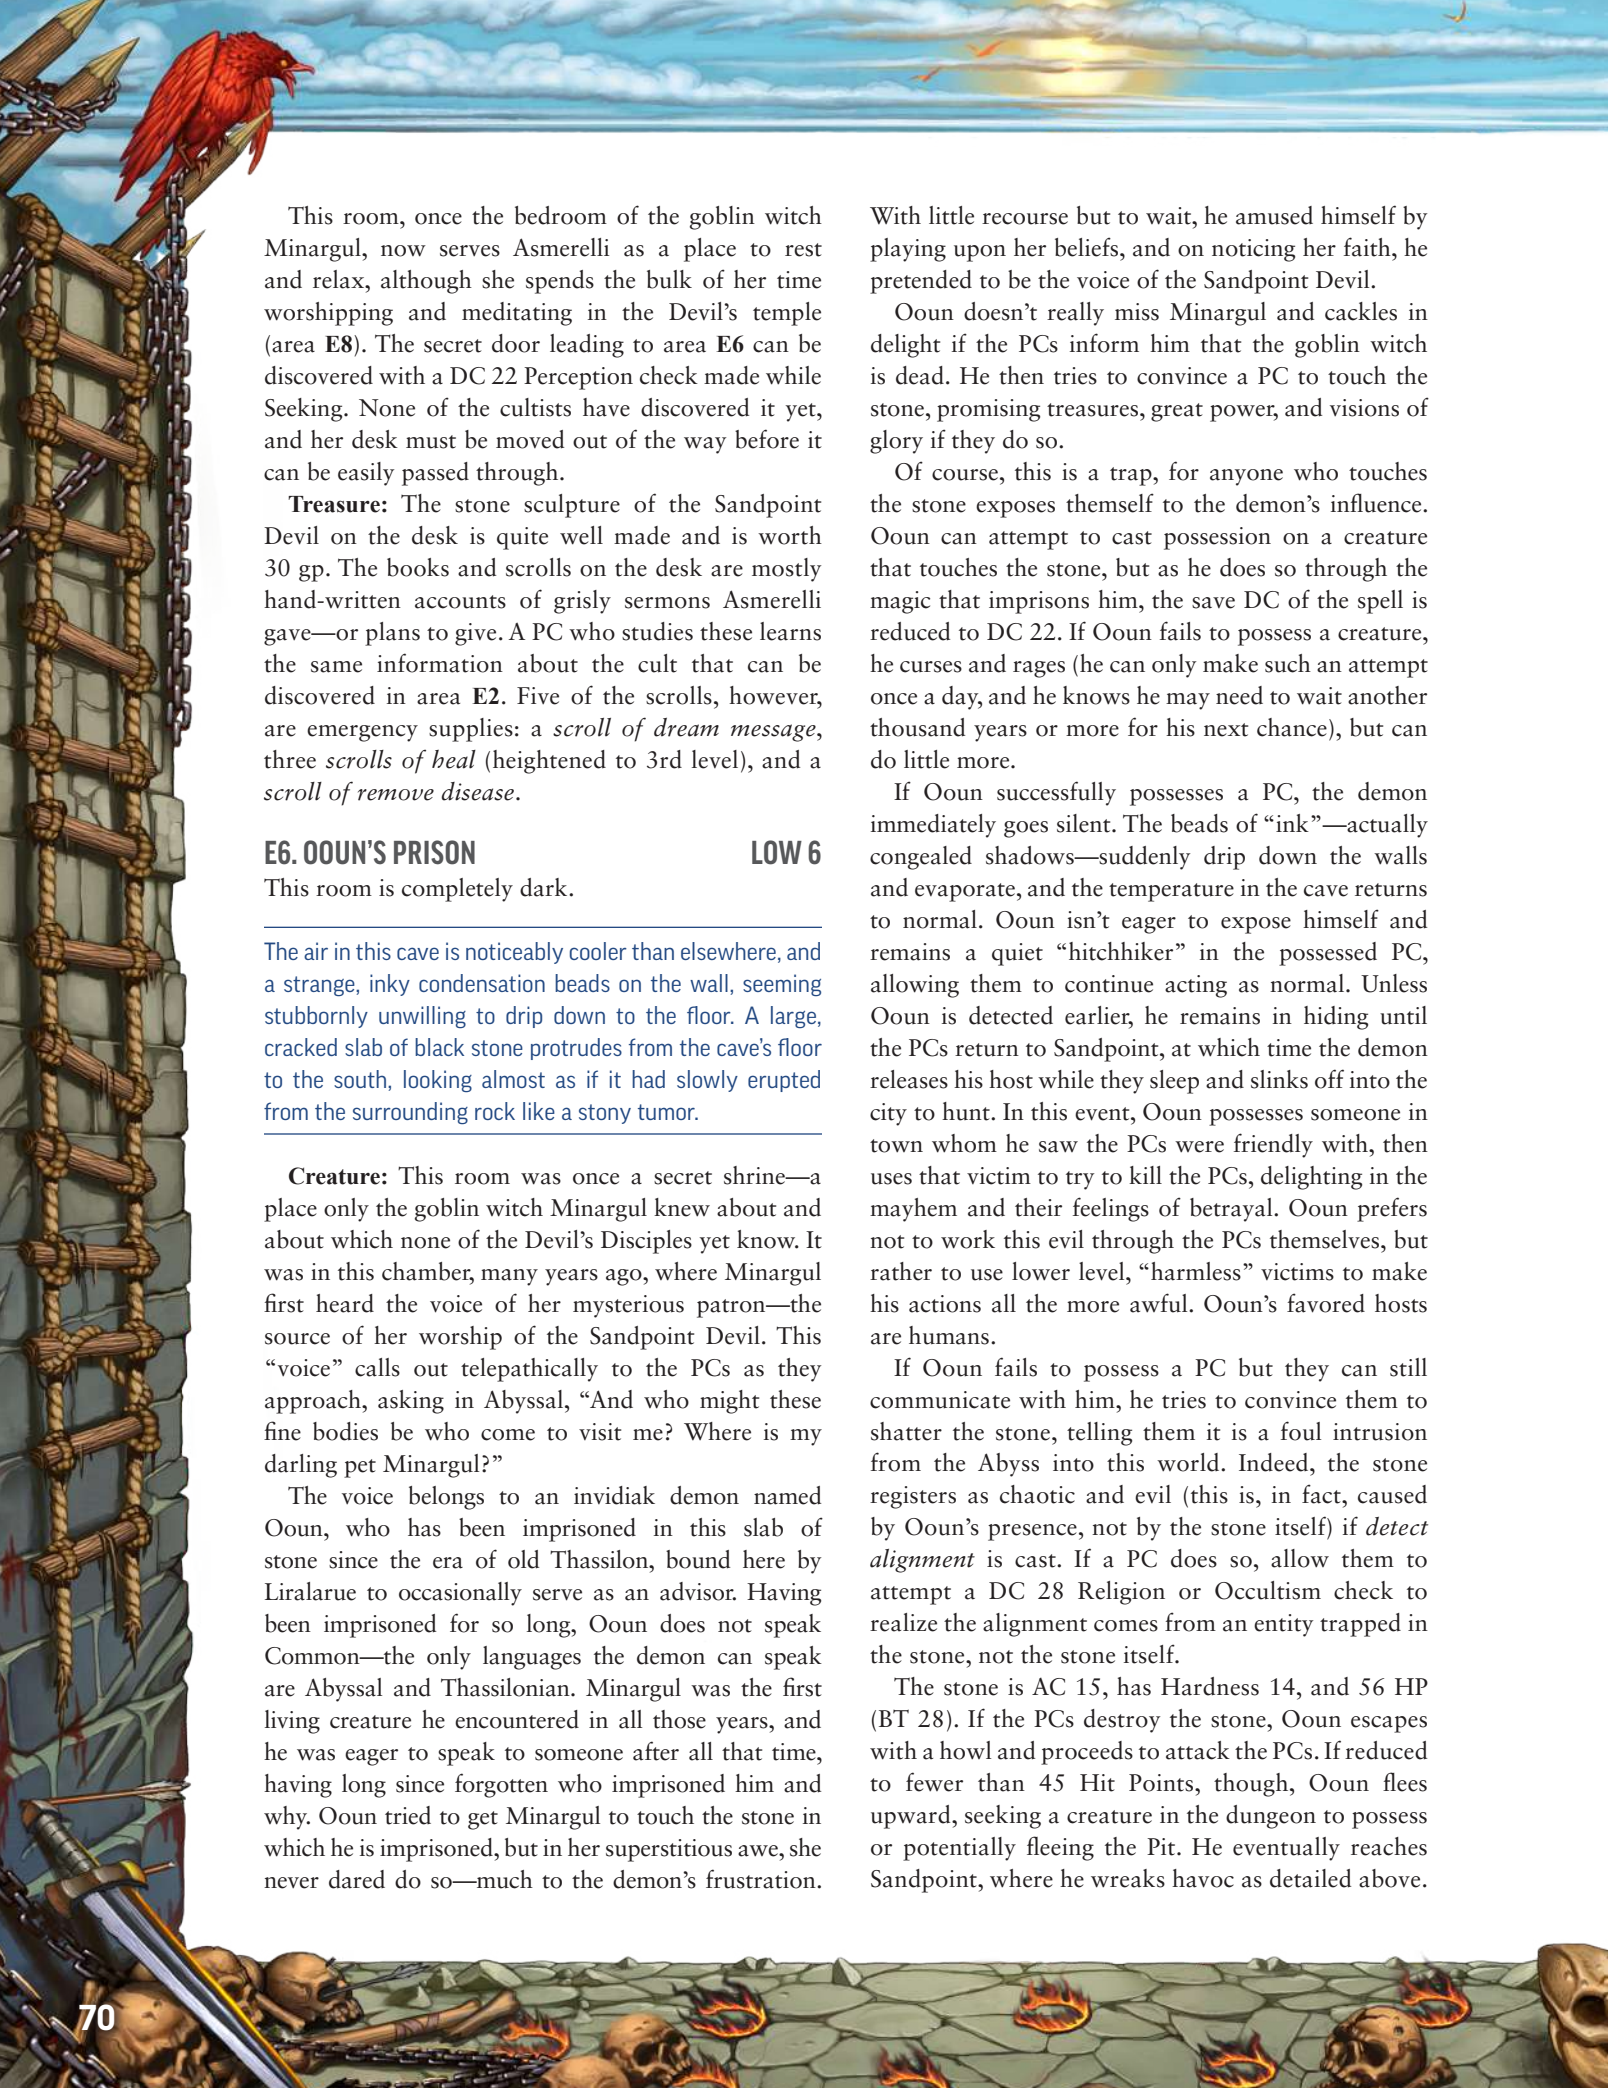 This room, once the bedroom of the goblin witch
Minargul, now serves Asmerelli as a place to rest
and relax, although she spends the bulk of her time
worshipping and meditating in the Devil’s temple
(area E8). The secret door leading to area E6 can be
discovered with a DC 22 Perception check made while
Seeking. None of the cultists have discovered it yet,
and her desk must be moved out of the way before it
can be easily passed through.
Treasure: The stone sculpture of the Sandpoint
Devil on the desk is quite well made and is worth
30 gp. The books and scrolls on the desk are mostly
hand-written accounts of grisly sermons Asmerelli
gave—or plans to give. A PC who studies these learns
the same information about the cult that can be
discovered in area E2. Five of the scrolls, however,
are emergency supplies: a scroll of dream message,
three scrolls of heal (heightened to 3rd level), and a
scroll of remove disease.
E6. OOUN’S PRISON LOW 6
This room is completely dark.
The air in this cave is noticeably cooler than elsewhere, and
a strange, inky condensation beads on the wall, seeming
stubbornly unwilling to drip down to the floor. A large,
cracked slab of black stone protrudes from the cave’s floor
to the south, looking almost as if it had slowly erupted
from the surrounding rock like a stony tumor.
Creature: This room was once a secret shrine—a
place only the goblin witch Minargul knew about and
about which none of the Devil’s Disciples yet know. It
was in this chamber, many years ago, where Minargul
first heard the voice of her mysterious patron—the
source of her worship of the Sandpoint Devil. This
“voice” calls out telepathically to the PCs as they
approach, asking in Abyssal, “And who might these
fine bodies be who come to visit me? Where is my
darling pet Minargul?”
The voice belongs to an invidiak demon named
Ooun, who has been imprisoned in this slab of
stone since the era of old Thassilon, bound here by
Liralarue to occasionally serve as an advisor. Having
been imprisoned for so long, Ooun does not speak
Common—the only languages the demon can speak
are Abyssal and Thassilonian. Minargul was the first
living creature he encountered in all those years, and
he was eager to speak to someone after all that time,
having long since forgotten who imprisoned him and
why. Ooun tried to get Minargul to touch the stone in
which he is imprisoned, but in her superstitious awe, she
never dared do so—much to the demon’s frustration.
With little recourse but to wait, he amused himself by
playing upon her beliefs, and on noticing her faith, he
pretended to be the voice of the Sandpoint Devil.
Ooun doesn’t really miss Minargul and cackles in
delight if the PCs inform him that the goblin witch
is dead. He then tries to convince a PC to touch the
stone, promising treasures, great power, and visions of
glory if they do so.
Of course, this is a trap, for anyone who touches
the stone exposes themself to the demon’s influence.
Ooun can attempt to cast possession on a creature
that touches the stone, but as he does so through the
magic that imprisons him, the save DC of the spell is
reduced to DC 22. If Ooun fails to possess a creature,
he curses and rages (he can only make such an attempt
once a day, and he knows he may need to wait another
thousand years or more for his next chance), but can
do little more.
If Ooun successfully possesses a PC, the demon
immediately goes silent. The beads of “ink”—actually
congealed shadows—suddenly drip down the walls
and evaporate, and the temperature in the cave returns
to normal. Ooun isn’t eager to expose himself and
remains a quiet “hitchhiker” in the possessed PC,
allowing them to continue acting as normal. Unless
Ooun is detected earlier, he remains in hiding until
the PCs return to Sandpoint, at which time the demon
releases his host while they sleep and slinks off into the
city to hunt. In this event, Ooun possesses someone in
town whom he saw the PCs were friendly with, then
uses that victim to try to kill the PCs, delighting in the
mayhem and their feelings of betrayal. Ooun prefers
not to work this evil through the PCs themselves, but
rather to use lower level, “harmless” victims to make
his actions all the more awful. Ooun’s favored hosts
are humans.
If Ooun fails to possess a PC but they can still
communicate with him, he tries to convince them to
shatter the stone, telling them it is a foul intrusion
from the Abyss into this world. Indeed, the stone
registers as chaotic and evil (this is, in fact, caused
by Ooun’s presence, not by the stone itself) if detect
alignment is cast. If a PC does so, allow them to
attempt a DC 28 Religion or Occultism check to
realize the alignment comes from an entity trapped in
the stone, not the stone itself.
The stone is AC 15, has Hardness 14, and 56 HP
(BT 28). If the PCs destroy the stone, Ooun escapes
with a howl and proceeds to attack the PCs. If reduced
to fewer than 45 Hit Points, though, Ooun flees
upward, seeking a creature in the dungeon to possess
or potentially fleeing the Pit. He eventually reaches
Sandpoint, where he wreaks havoc as detailed above.
70